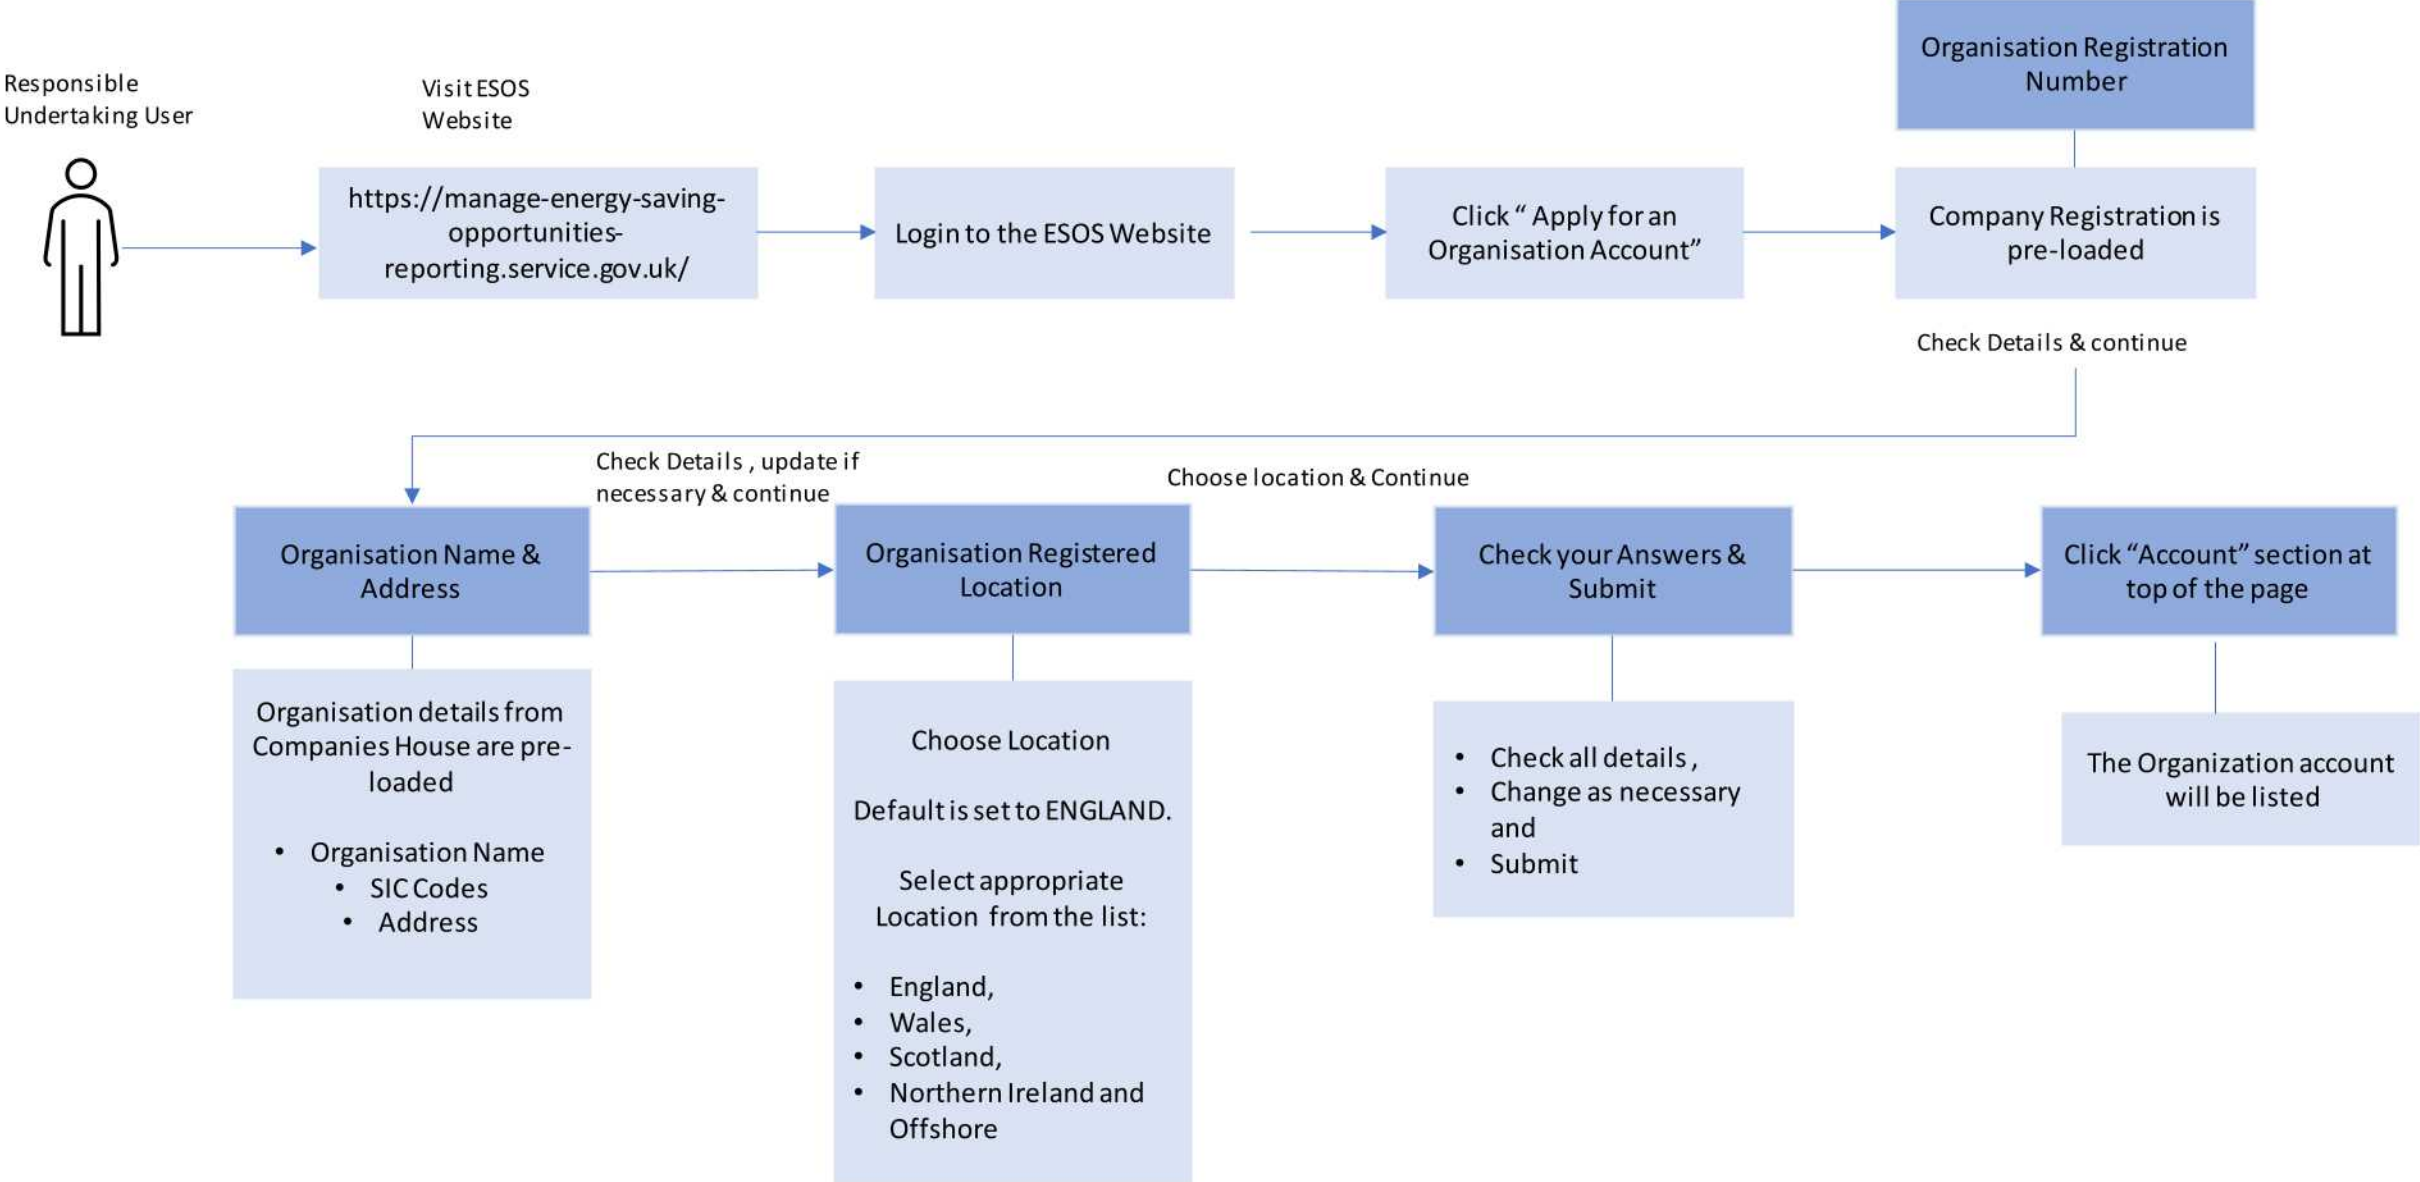 Responsible
Undertaking User
Visit ESOS
Website
https://manage-energy-saving-
opportunities-
reporting.service.gov.uk/
Login to the ESOS Website
Click “ Apply for an
Organisation Account”
Organisation Registration
Number
Company Registration is
pre-loaded
Check Details & continue
Check Details , update if
necessary & continue
Choose location & Continue
Organisation Name &
Address
Organisation Registered
Location
Check your Answers &
Submit
Click “Account” section at
top of the page
Organisation details from
Companies House are pre-
loaded
• Organisation Name
• SIC Codes
• Address
Choose Location
Default is set to ENGLAND.
Select appropriate
Location from the list:
• England,
• Wales,
• Scotland,
• Northern Ireland and
Offshore
• Check all details ,
• Change as necessary
and
• Submit
The Organization account
will be listed